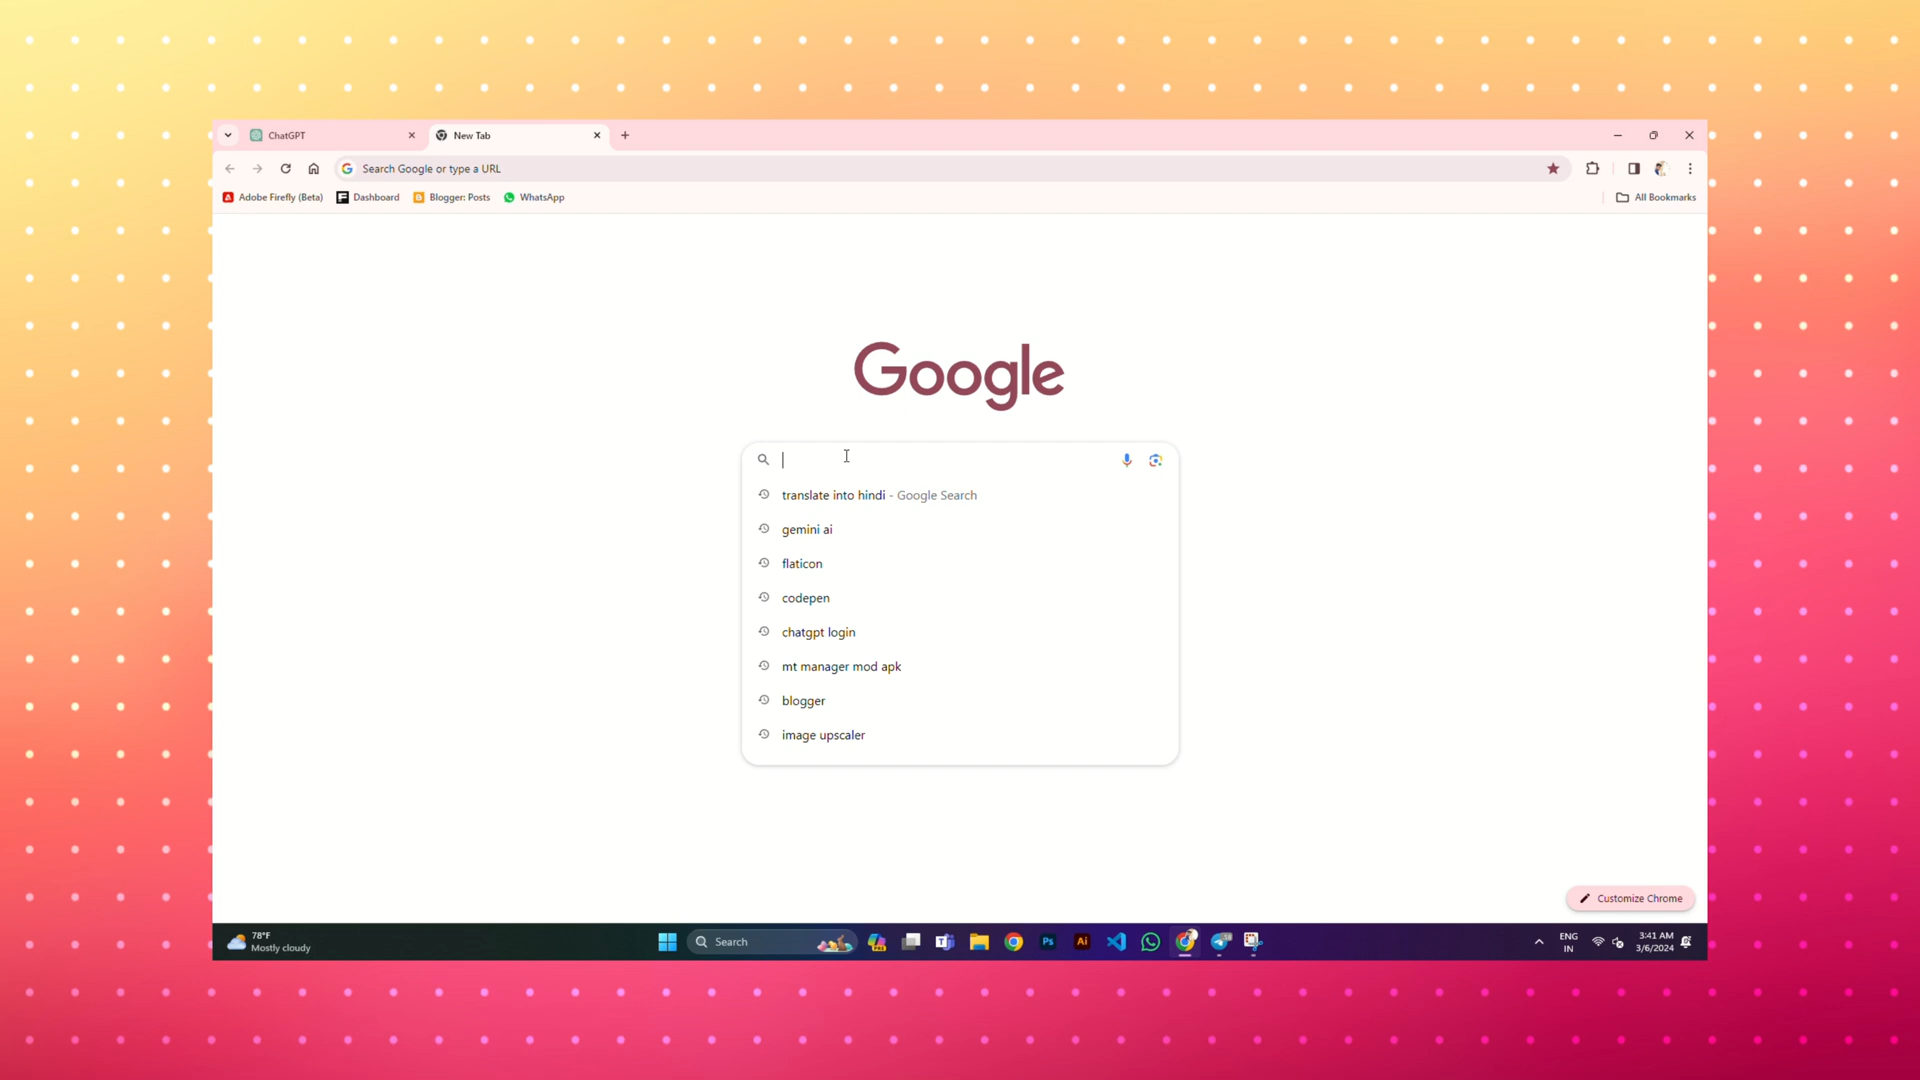 ChatGPT
New Tab
Search Google or type a URL
Adobe Firefly (Beta) Dashboard Blogger: Posts WhatsApp All Bookmarks
Google
translate into hindi - Google Search
gemini ai
flaticon
codepen
chatgpt login
mt manager mod apk
blogger
image upscaler
Customize Chrome
78°F
Mostly cloudy
Search
Ps
Ai
ENG
IN
3:41 AM
3/6/2024